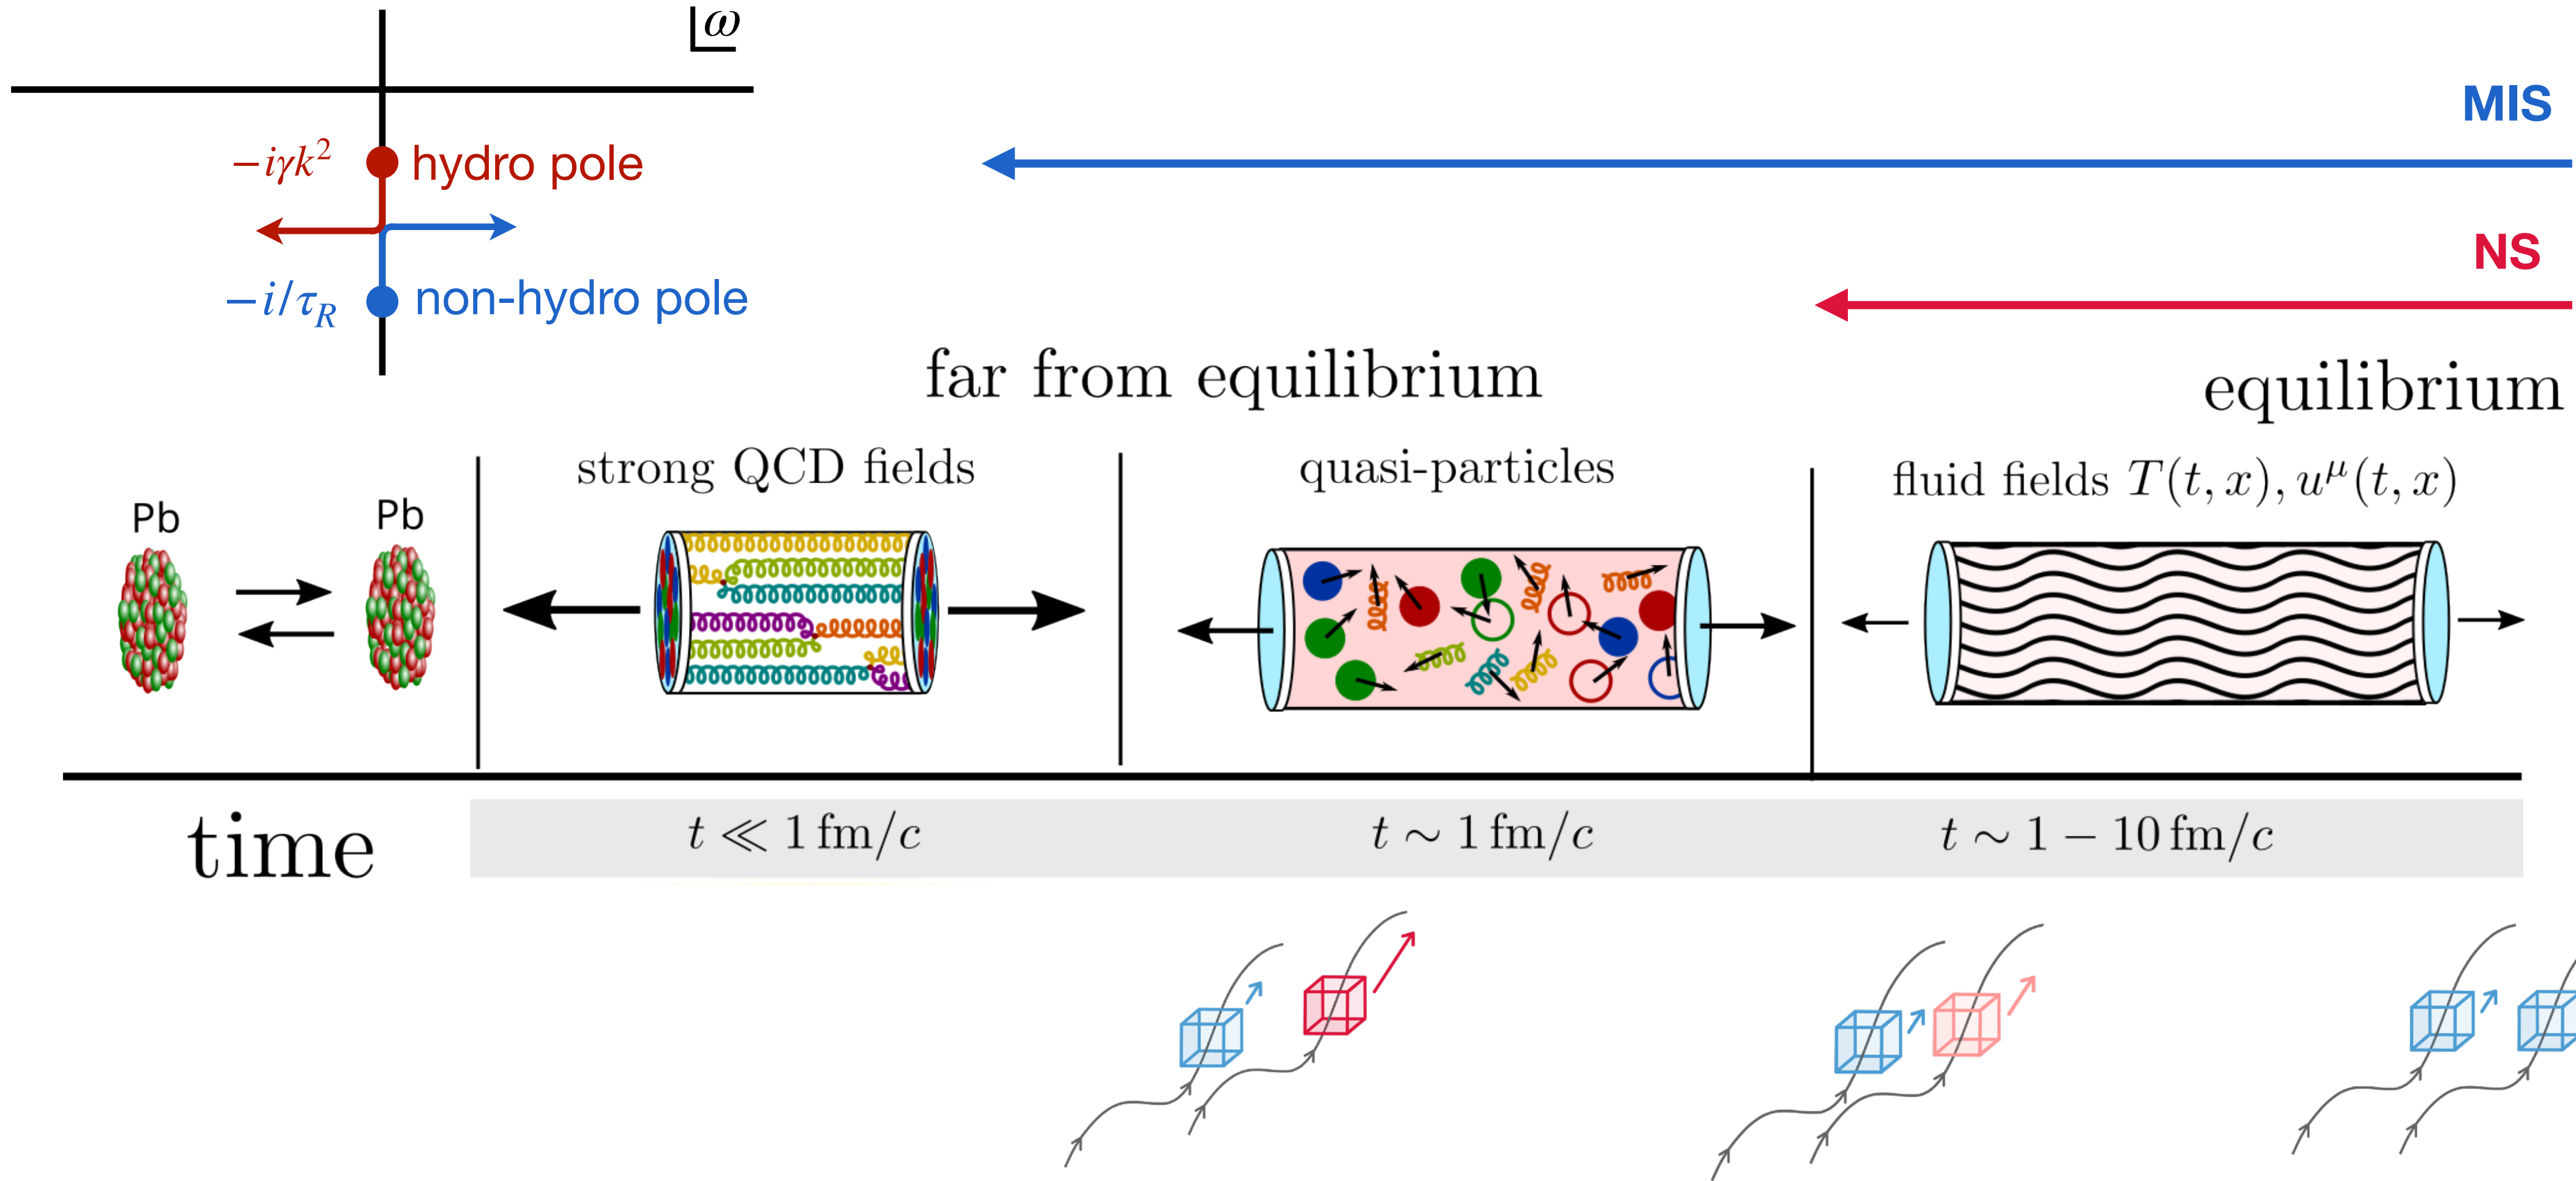 ω
−iγk² hydro pole
−i/τ_R non-hydro pole
MIS
NS
far from equilibrium
equilibrium
strong QCD fields
quasi-particles
fluid fields T(t, x), u^μ(t, x)
Pb
Pb
time
t ≪ 1 fm/c
t ∼ 1 fm/c
t ∼ 1 − 10 fm/c